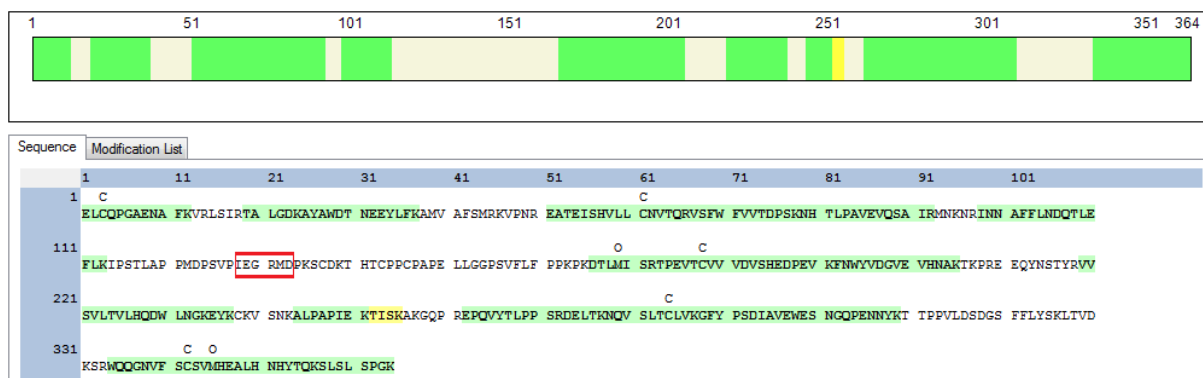 1 51 101 151 201 251 301 351 364
Sequence Modification List
1 11 21 31 41 51 61 71 81 91 101
C C
1 ELCQPGAENA FKVRLSIRTA LGDKAYAWDT NEEYLFKAMV AFSMRKVPNR EATEISHVLL CNVTQRVSFW FVVTDPSKNH TLPAVEVQSA IRMNKNRINN AFFLNDQTLE
O C
111 FLKIPSTLAP PMDPSVPIEG RMDPKSCDKT HTCPPCPAPE LLGGPSVFLF PPKPKDTLMI SRTPEVTCVV VDVSHEDPEV KFNWYVDGVE VHNAKTKPRE EQYNSTYRVV
C
221 SVLTVLHQDW LNGKEYKCKV SNKALPAPIE KTISKAKGQP REPQVYTLPP SRDELTKNQV SLTCLVKGFY PSDIAVEWES NGQPENNYKT TPPVLDSDGS FFLYSKLTVD
C O
331 KSRWQQGNVF SCSVMHEALH NHYTQKSLSL SPGK